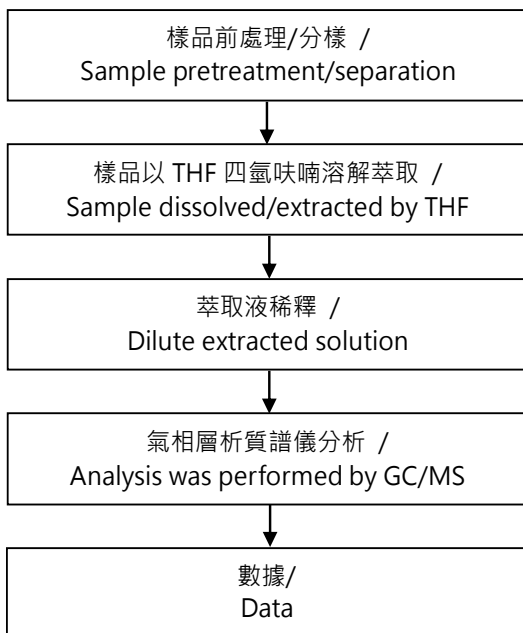 樣品前處理/分樣 /
Sample pretreatment/separation
樣品以 THF 四氫呋喃溶解萃取 /
Sample dissolved/extracted by THF
萃取液稀釋 /
Dilute extracted solution
氣相層析質譜儀分析 /
Analysis was performed by GC/MS
數據/
Data